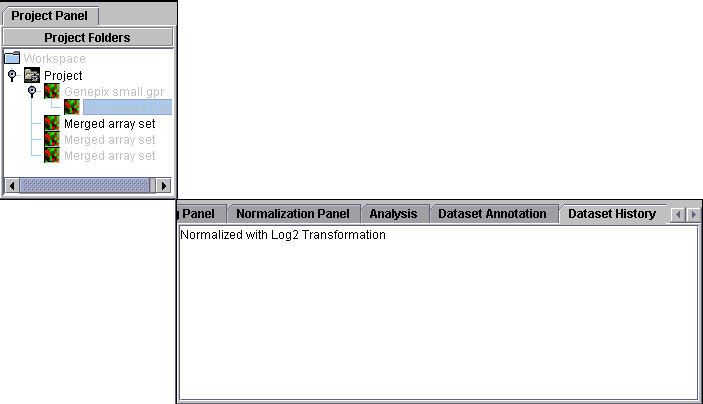 Project Panel
Project Folders
Workspace
Project
Genepix small.gpr
Merged array set
Merged array set
Merged array set
Panel
Normalization Panel
Analysis
Dataset Annotation
Dataset History
Normalized with Log2 Transformation